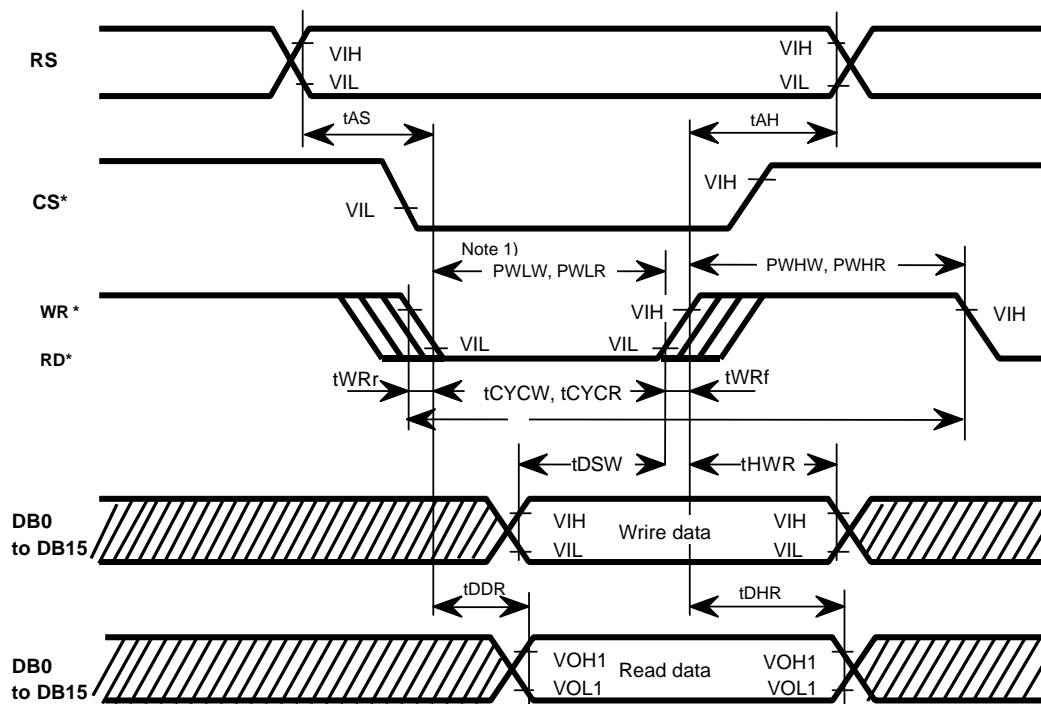 RS
VIH
VIH
VIL
VIL
tAS
tAH
CS*
VIL
VIH
Note 1)
PWLW, PWLR
PWHW, PWHR
WR *
VIH
VIH
VIL
VIL
RD*
tWRr
tCYCW, tCYCR
tWRf
tDSW
tHWR
DB0
to DB15
VIH
VIL
Wrire data
VIH
VIL
tDDR
tDHR
DB0
to DB15
VOH1
VOL1
Read data
VOH1
VOL1